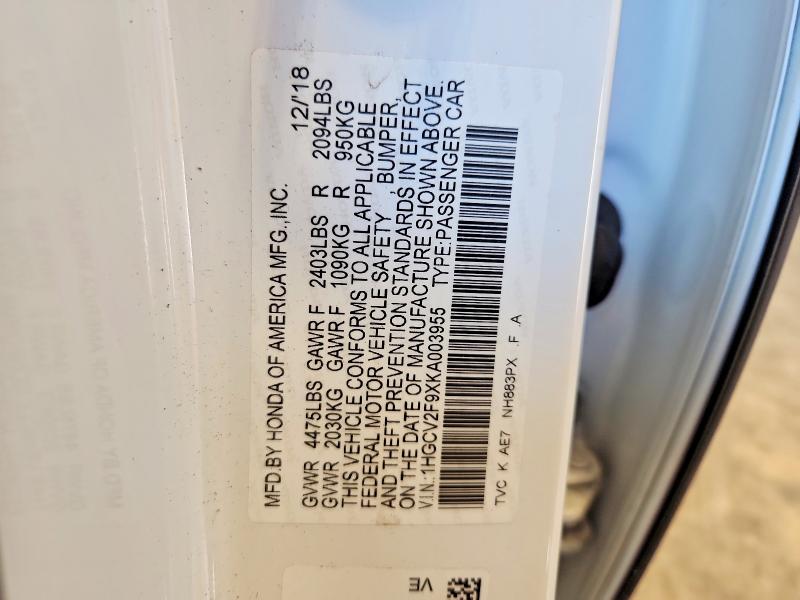 MFD.BY HONDA OF AMERICA MFG.,INC. 12/'18
GVWR 4475LBS GAWR F 2403LBS R 2094LBS
GVWR 2030KG GAWR F 1090KG R 950KG
THIS VEHICLE CONFORMS TO ALL APPLICABLE
FEDERAL MOTOR VEHICLE SAFETY , BUMPER,
AND THEFT PREVENTION STANDARDS IN EFFECT
ON THE DATE OF MANUFACTURE SHOWN ABOVE.
V.I.N.:1HGCV2F9XKA003955 TYPE:PASSENGER CAR
TVC K AE7 NH883PX .F .A
VE